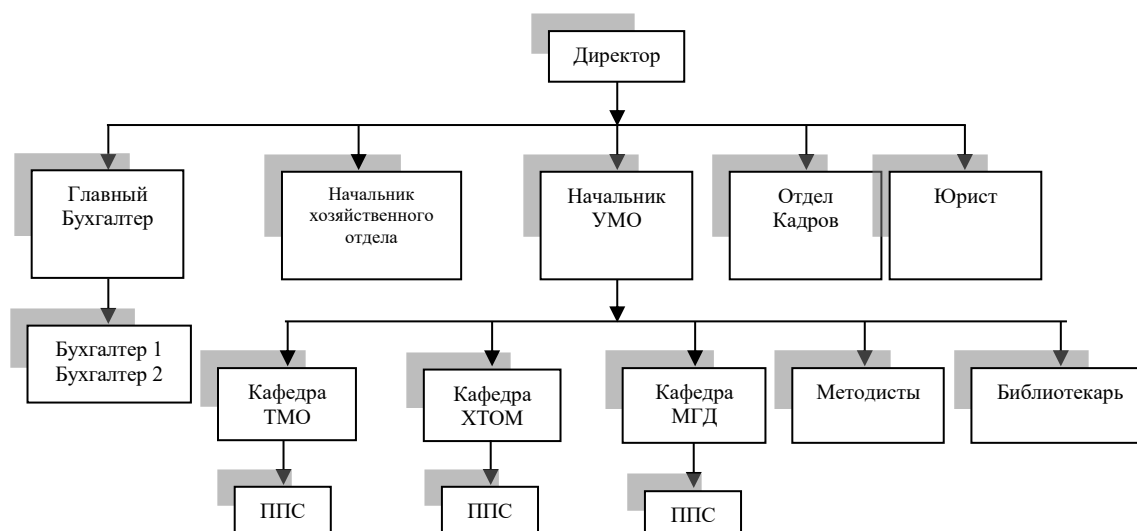 Директор
Главный
Бухгалтер
Начальник
хозяйственного
отдела
Начальник
УМО
Отдел
Кадров
Юрист
Бухгалтер 1
Бухгалтер 2
Кафедра
ТМО
Кафедра
ХТОМ
Кафедра
МГД
Методисты
Библиотекарь
ППС
ППС
ППС